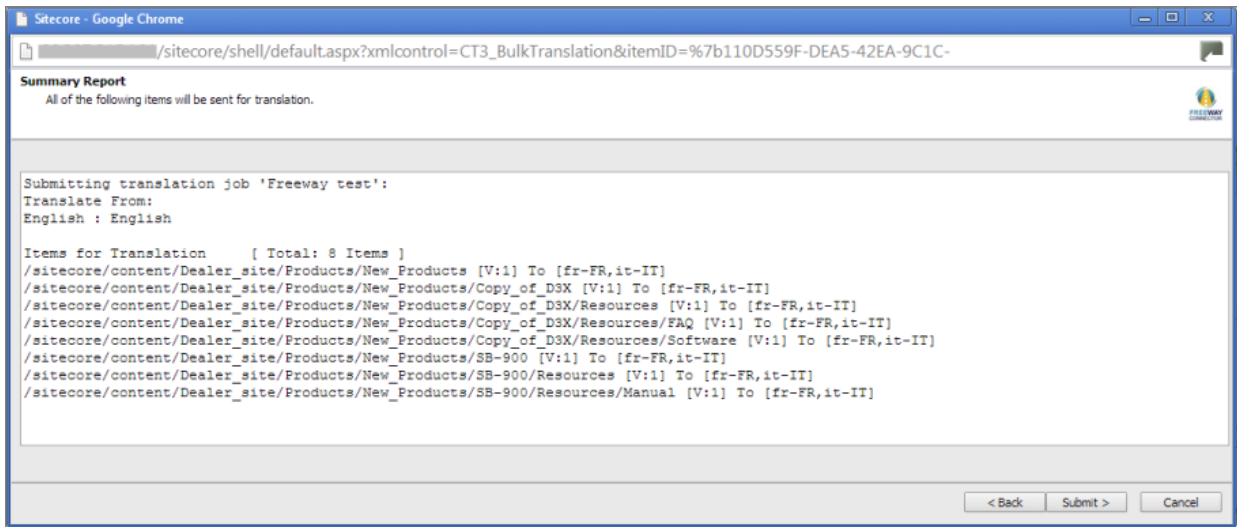 Sitecore - Google Chrome
/sitecore/shell/default.aspx?xmlcontrol=CT3_BulkTranslation&itemID=%7b110D559F-DEA5-42EA-9C1C-
Summary Report
All of the following items will be sent for translation.
FREEWAY
CONNECTOR
Submitting translation job 'Freeway test':
Translate From:
English : English
Items for Translation [ Total: 8 Items ]
/sitecore/content/Dealer_site/Products/New_Products [V:1] To [fr-FR,it-IT]
/sitecore/content/Dealer_site/Products/New_Products/Copy_of_D3X [V:1] To [fr-FR,it-IT]
/sitecore/content/Dealer_site/Products/New_Products/Copy_of_D3X/Resources [V:1] To [fr-FR,it-IT]
/sitecore/content/Dealer_site/Products/New_Products/Copy_of_D3X/Resources/FAQ [V:1] To [fr-FR,it-IT]
/sitecore/content/Dealer_site/Products/New_Products/Copy_of_D3X/Resources/Software [V:1] To [fr-FR,it-IT]
/sitecore/content/Dealer_site/Products/New_Products/SB-900 [V:1] To [fr-FR,it-IT]
/sitecore/content/Dealer_site/Products/New_Products/SB-900/Resources [V:1] To [fr-FR,it-IT]
/sitecore/content/Dealer_site/Products/New_Products/SB-900/Resources/Manual [V:1] To [fr-FR,it-IT]
< Back Submit > Cancel